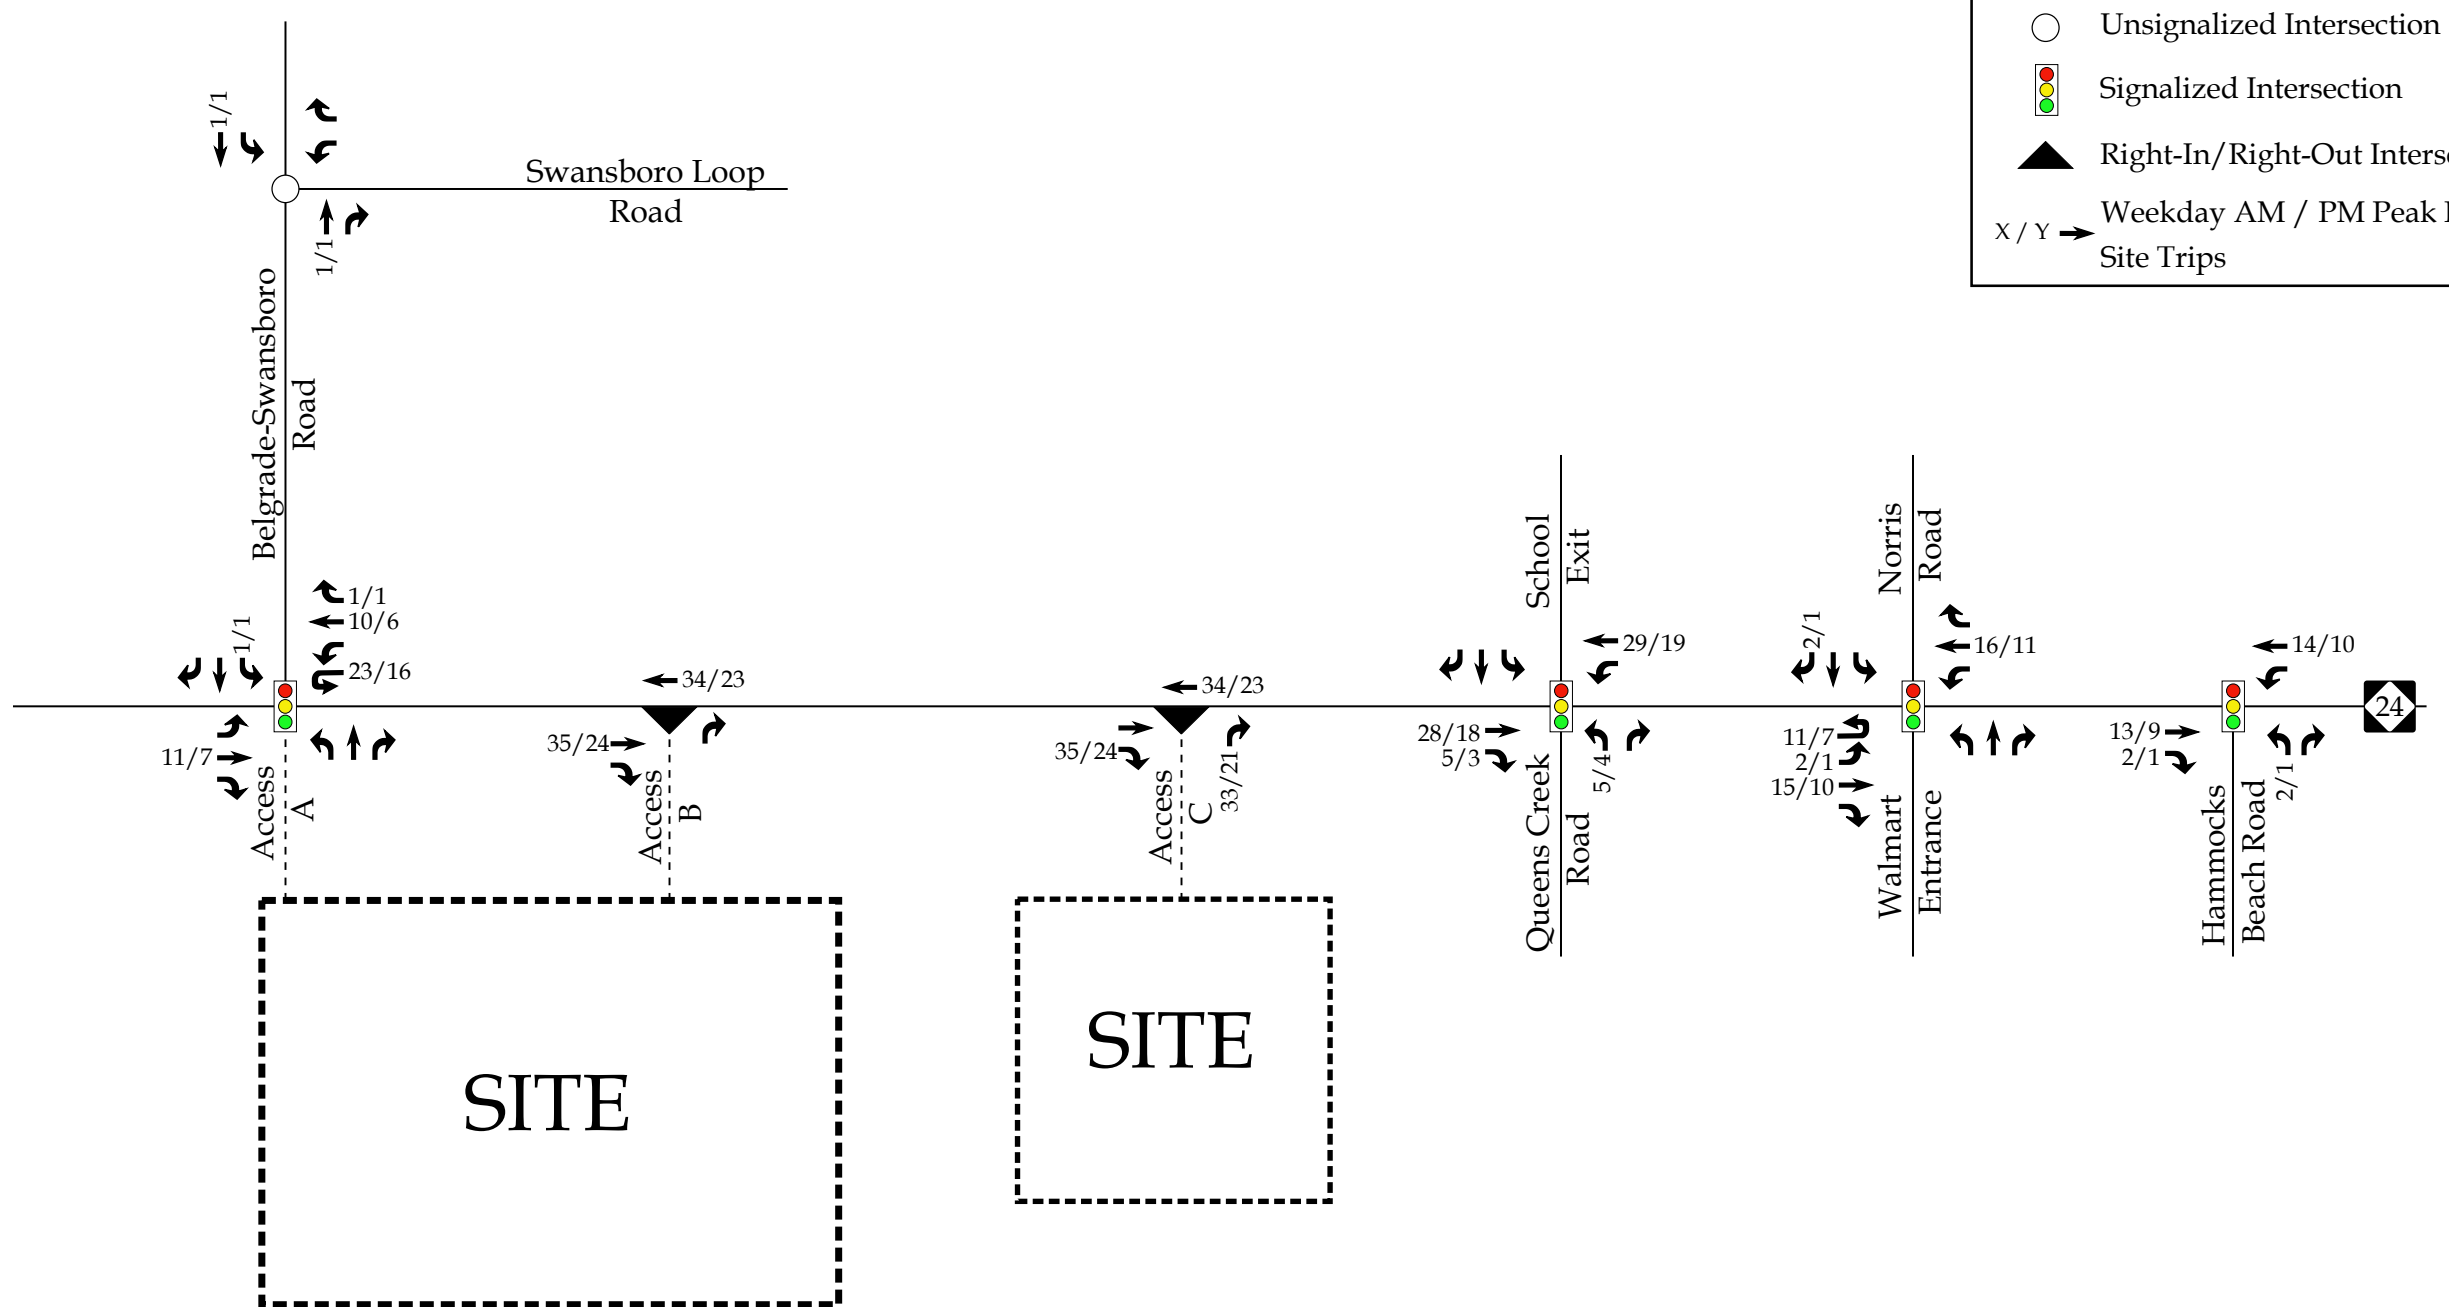 Unsignalized Intersection
Signalized Intersection
Right-In/Right-Out
Weekday AM / PM Peak
X / Y
Site Trips
1/1
Swansboro Loop
Road
1/1
Belgrade-Swansboro
Road
School
Exit
Norris
Road
1/1
10/6
23/16
1/1
11/7
Access
A
34/23
35/24
Access
B
34/23
35/24
Access
C
33/21
29/19
28/18
5/3
5/4
Queens Creek
Road
2/1
16/11
11/7
2/1
15/10
Walmart
Entrance
14/10
13/9
2/1
2/1
Hammocks
Beach Road
24
SITE
SITE